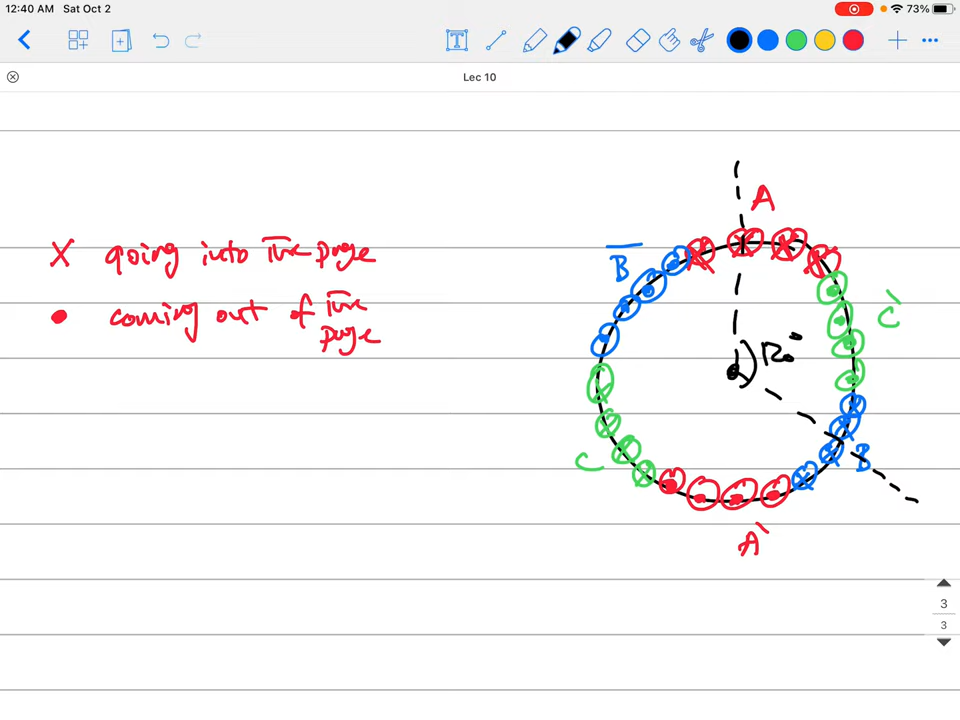 12:40 AM Sat Oct 2
73%
Lec 10
A
X going into the page
B
• coming out of the page
C'
120°
B
C
A'
3
3